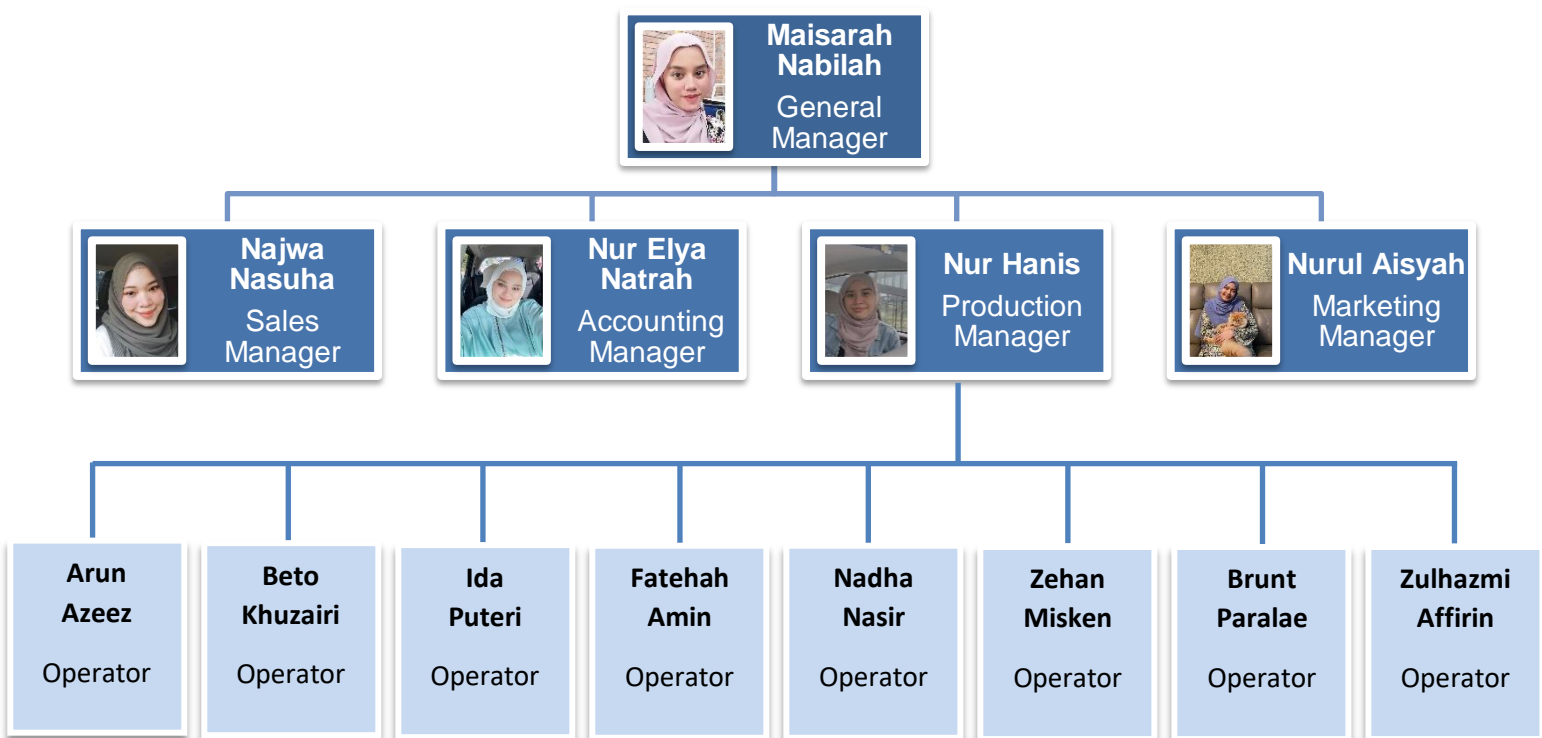 Maisarah
Nabilah
General
Manager
Najwa
Nasuha
Sales
Manager
Nur Elya
Natrah
Accounting
Manager
Nur Hanis
Production
Manager
Nurul Aisyah
Marketing
Manager
Arun
Azeez
Operator
Beto
Khuzairi
Operator
Ida
Puteri
Operator
Fatehah
Amin
Operator
Nadha
Nasir
Operator
Zehan
Misken
Operator
Brunt
Paralae
Operator
Zulhazmi
Affirin
Operator